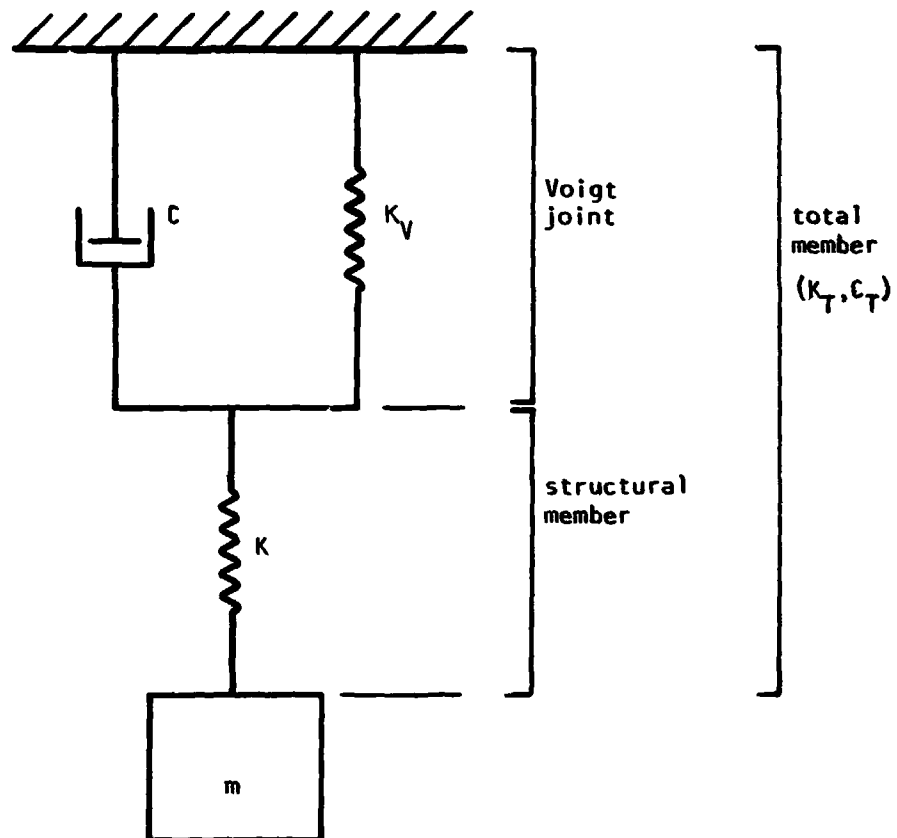 C
K_V
Voigt
joint
total
member
(K_T, C_T)
K
structural
member
m